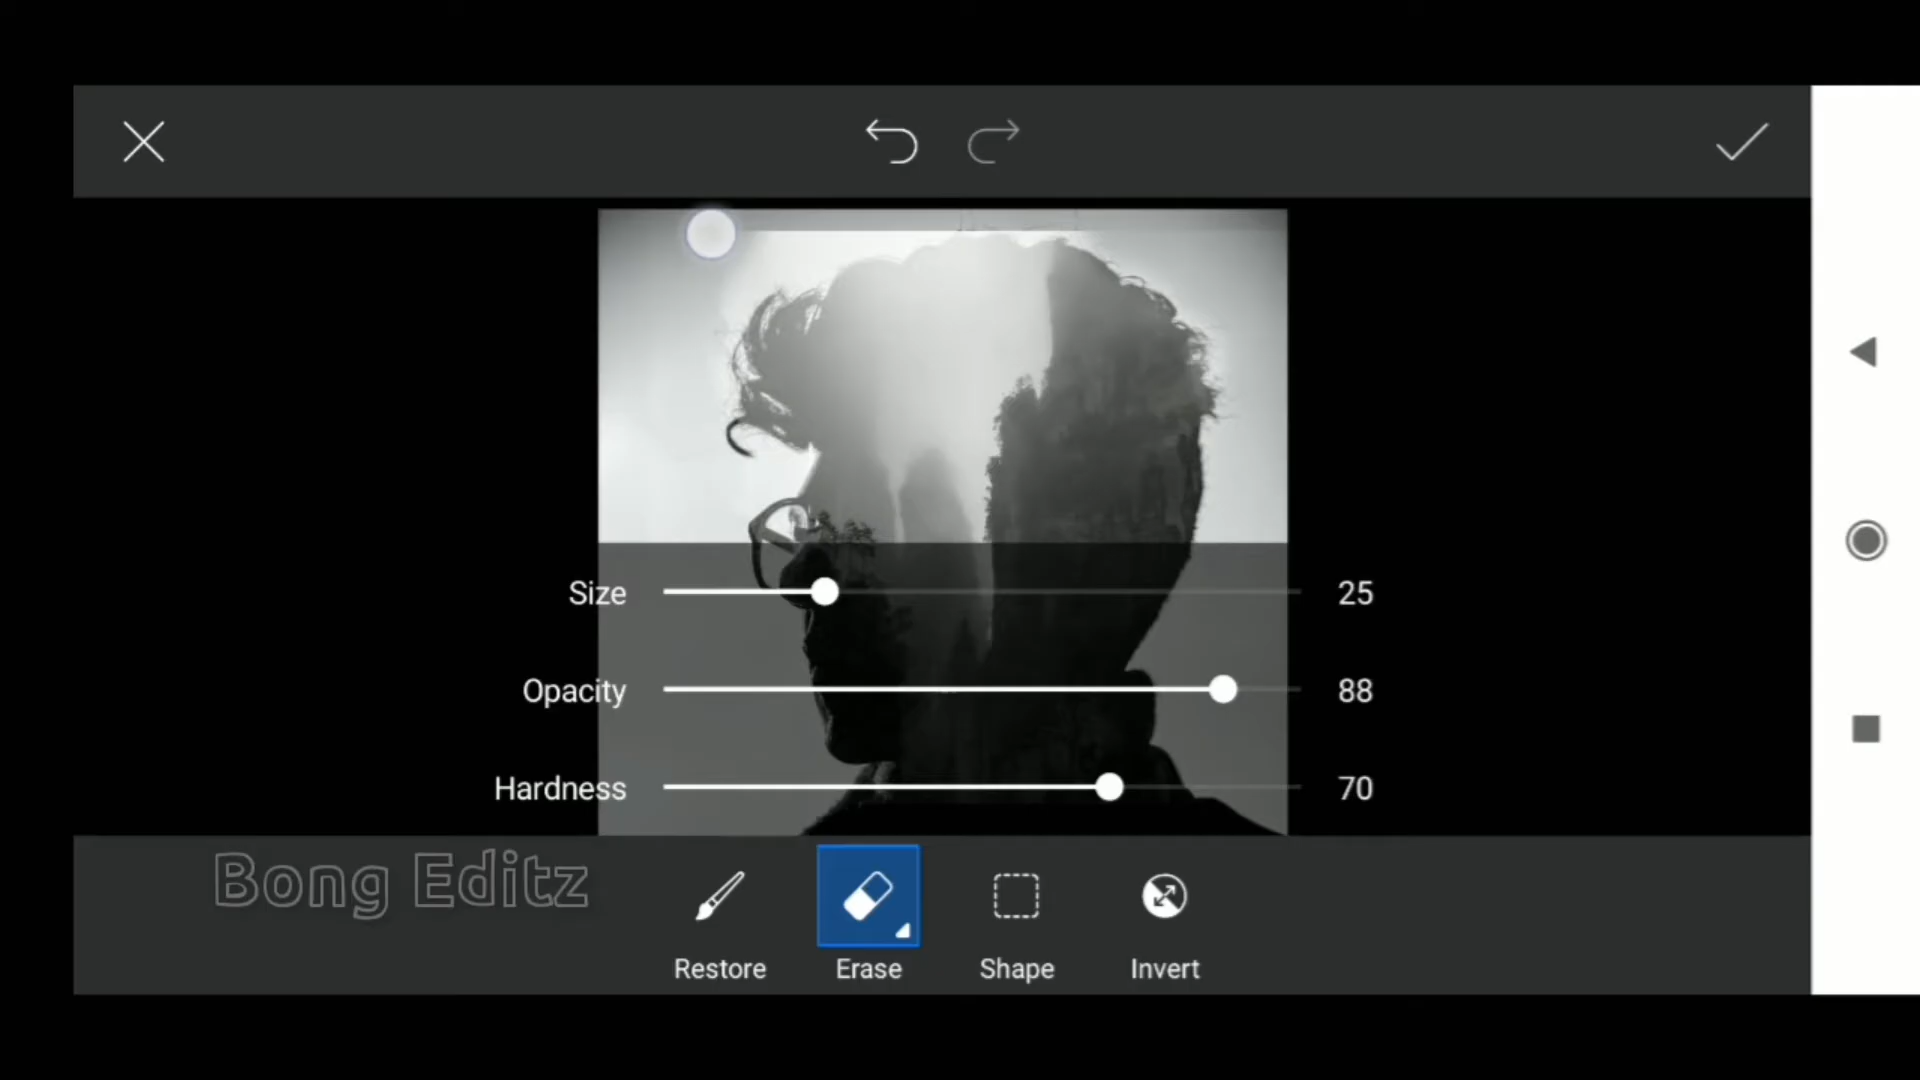 Size 25
Opacity 88
Hardness 70
Bong Editz
Restore Erase Shape Invert